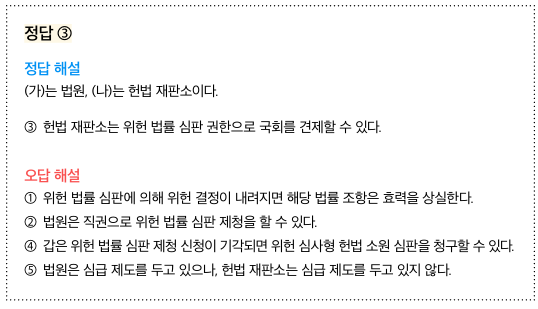 정답 ③
정답 해설
(가)는 법원, (나)는 헌법 재판소이다.
③ 헌법 재판소는 위헌 법률 심판 권한으로 국회를 견제할 수 있다.
오답 해설
① 위헌 법률 심판에 의해 위헌 결정이 내려지면 해당 법률 조항은 효력을 상실한다.
② 법원은 직권으로 위헌 법률 심판 제청을 할 수 있다.
④ 갑은 위헌 법률 심판 제청 신청이 기각되면 위헌 심사형 헌법 소원 심판을 청구할 수 있다.
⑤ 법원은 심급 제도를 두고 있으나, 헌법 재판소는 심급 제도를 두고 있지 않다.